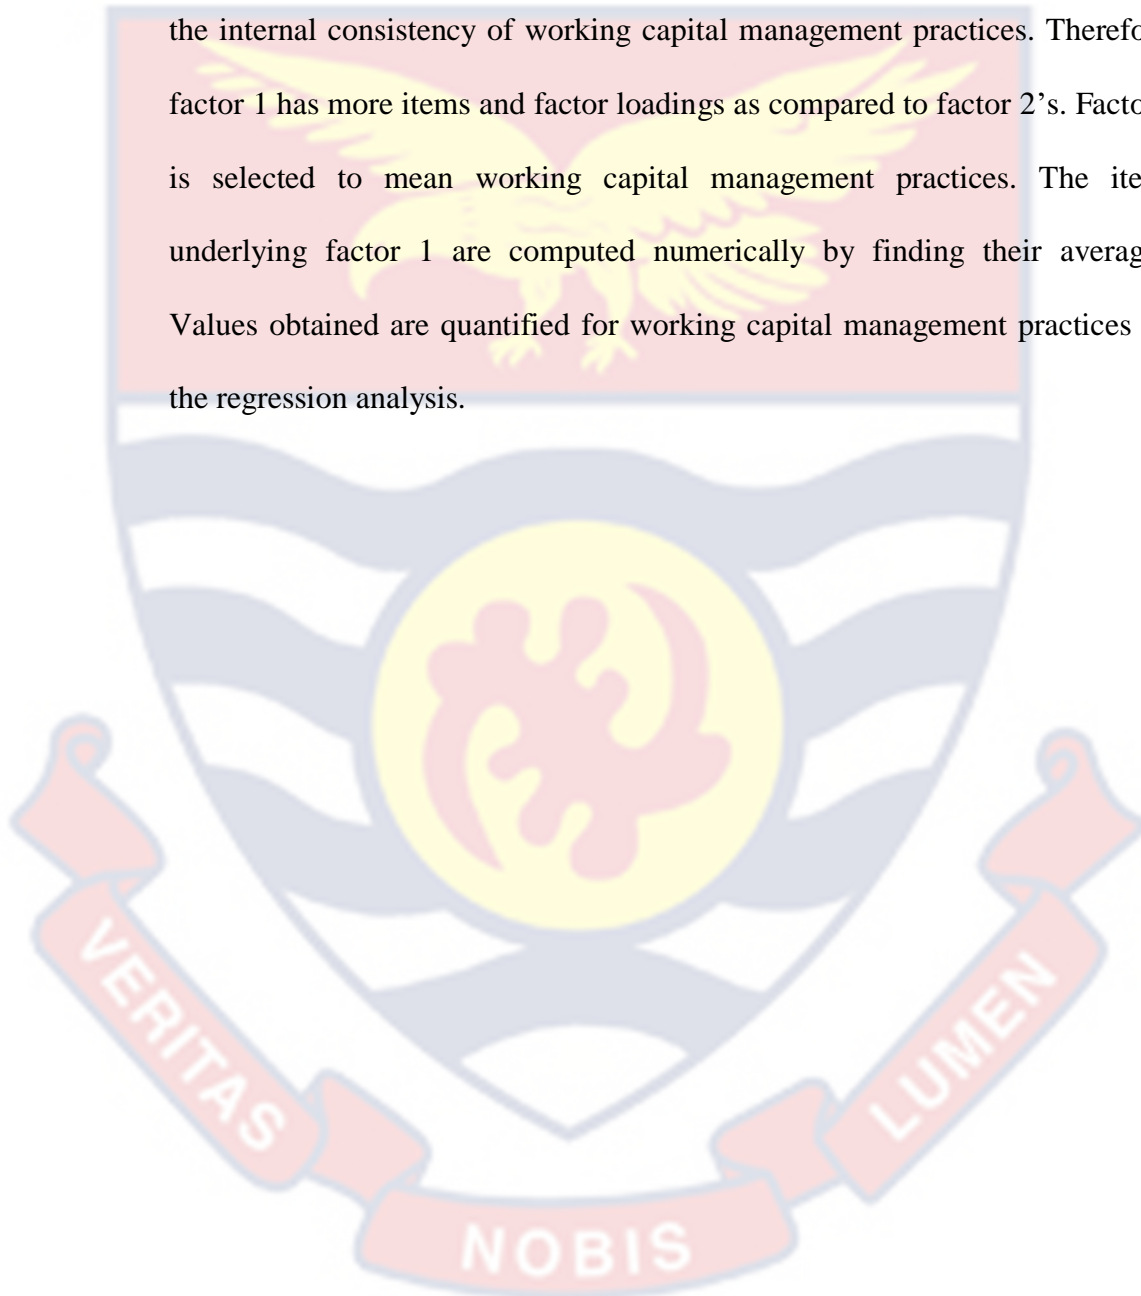 the internal consistency of working capital management practices. Therefo
factor 1 has more items and factor loadings as compared to factor 2’s. Facto
is selected to mean working capital management practices. The ite
underlying factor 1 are computed numerically by finding their averag
Values obtained are quantified for working capital management practices
the regression analysis.
VERITAS
NOBIS
LUMEN